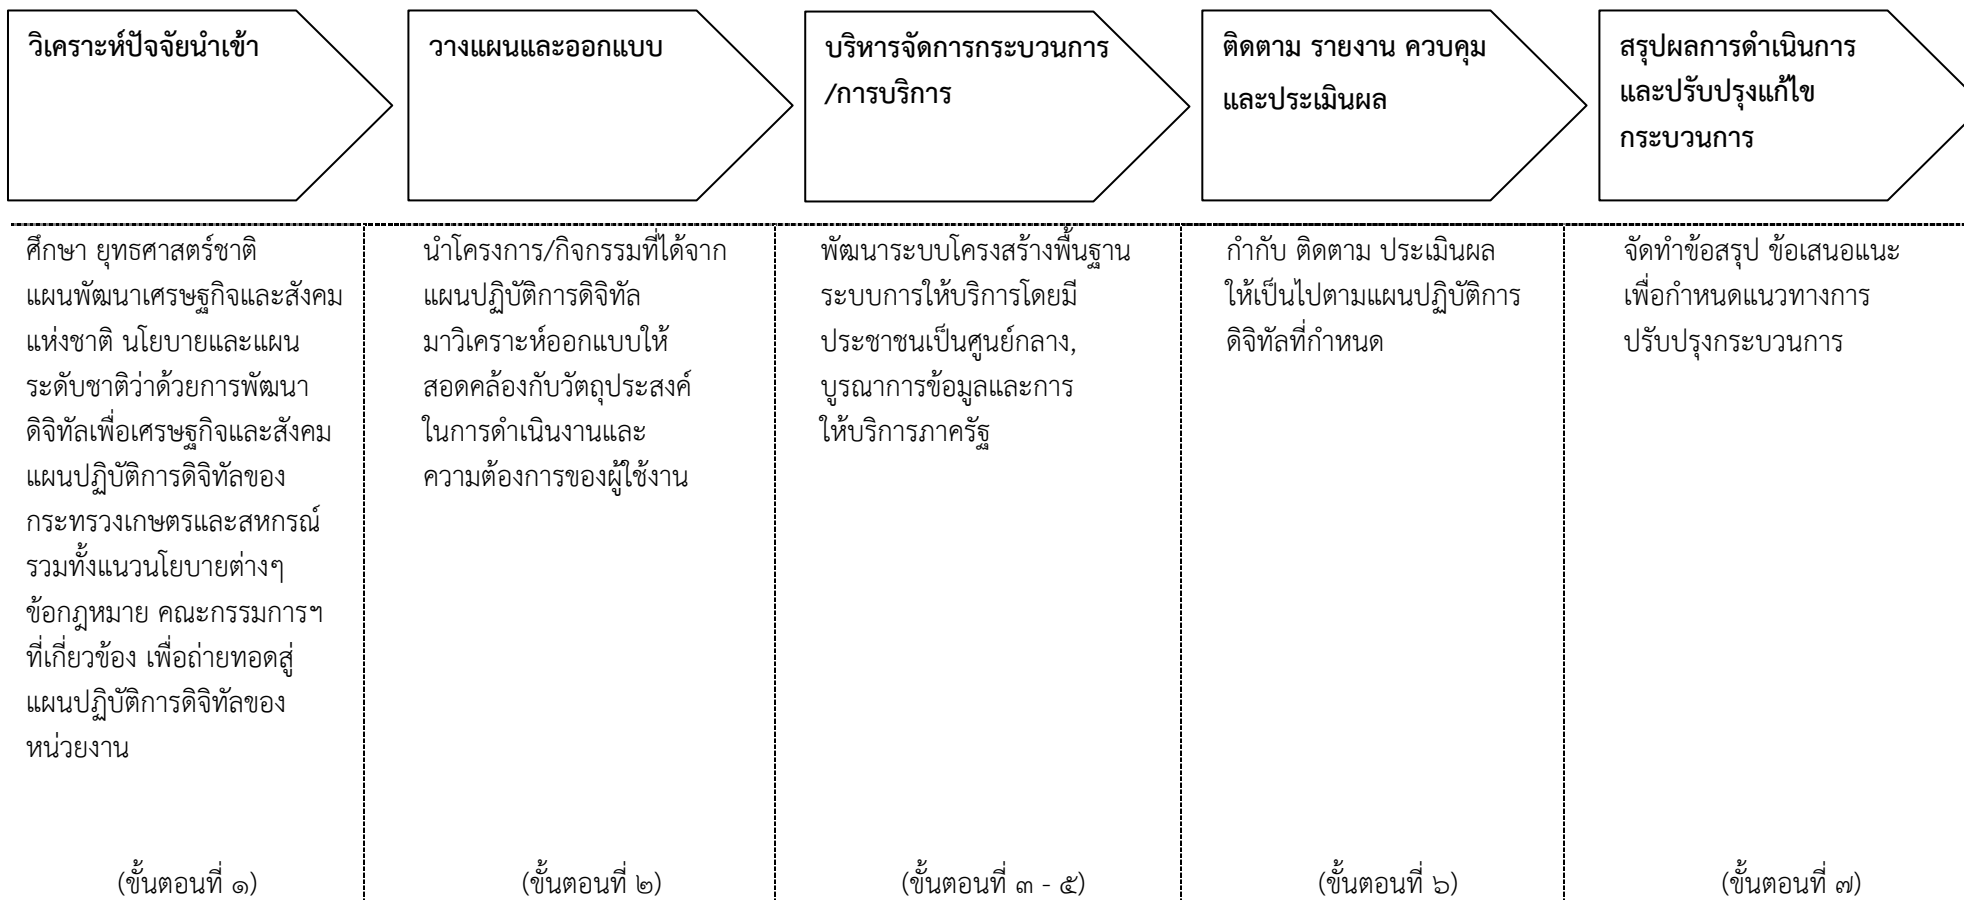 วิเคราะห์ปัจจัยนำเข้า
วางแผนและออกแบบ
บริหารจัดการกระบวนการ
/การบริการ
ติดตาม รายงาน ควบคุม
และประเมินผล
สรุปผลการดำเนินการ
และปรับปรุงแก้ไข
กระบวนการ
ศึกษา ยุทธศาสตร์ชาติ
แผนพัฒนาเศรษฐกิจและสังคม
แห่งชาติ นโยบายและแผน
ระดับชาติว่าด้วยการพัฒนา
ดิจิทัลเพื่อเศรษฐกิจและสังคม
แผนปฏิบัติการดิจิทัลของ
กระทรวงเกษตรและสหกรณ์
รวมทั้งแนวนโยบายต่างๆ
ข้อกฎหมาย คณะกรรมการฯ
ที่เกี่ยวข้อง เพื่อถ่ายทอดสู่
แผนปฏิบัติการดิจิทัลของ
หน่วยงาน
(ขั้นตอนที่ ๑)
นำโครงการ/กิจกรรมที่ได้จาก
แผนปฏิบัติการดิจิทัล
มาวิเคราะห์ออกแบบให้
สอดคล้องกับวัตถุประสงค์
ในการดำเนินงานและ
ความต้องการของผู้ใช้งาน
(ขั้นตอนที่ ๒)
พัฒนาระบบโครงสร้างพื้นฐาน
ระบบการให้บริการโดยมี
ประชาชนเป็นศูนย์กลาง,
บูรณาการข้อมูลและการ
ให้บริการภาครัฐ
(ขั้นตอนที่ ๓ - ๕)
กำกับ ติดตาม ประเมินผล
ให้เป็นไปตามแผนปฏิบัติการ
ดิจิทัลที่กำหนด
(ขั้นตอนที่ ๖)
จัดทำข้อสรุป ข้อเสนอแนะ
เพื่อกำหนดแนวทางการ
ปรับปรุงกระบวนการ
(ขั้นตอนที่ ๗)